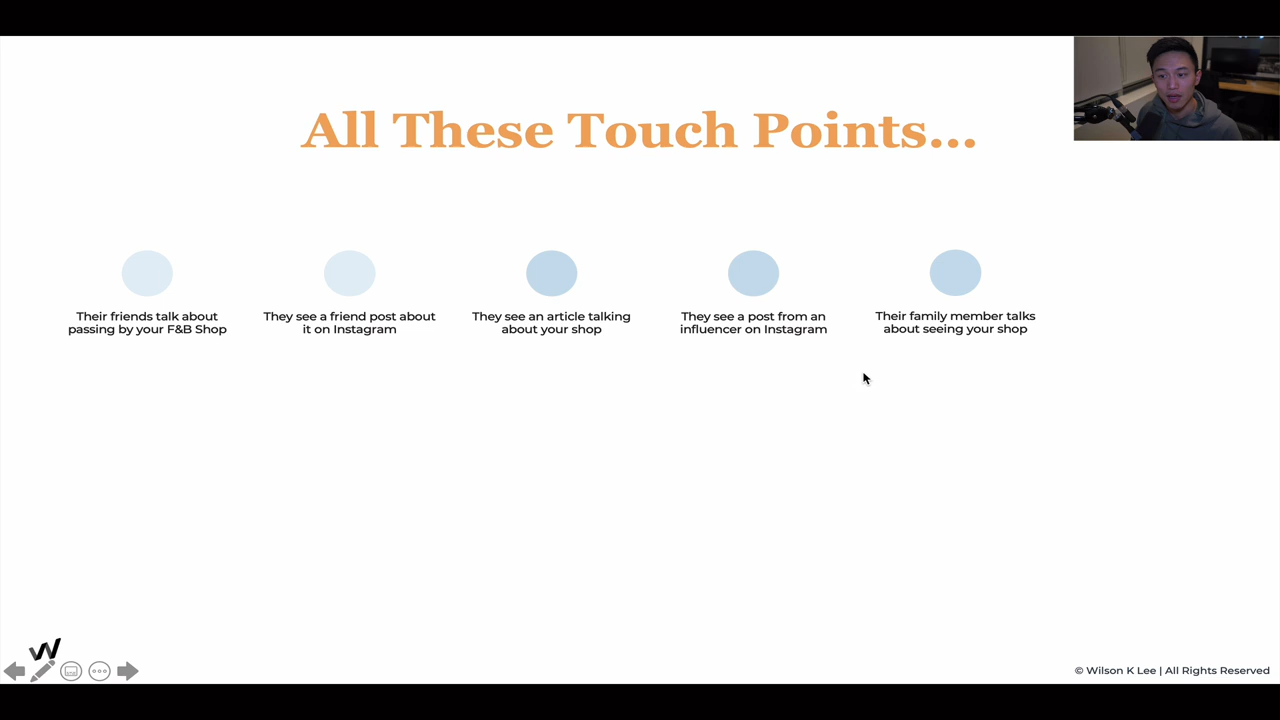 All These Touch Points...
Their friends talk about
passing by your F&B Shop
They see a friend post about
it on Instagram
They see an article talking
about your shop
They see a post from an
influencer on Instagram
Their family member talks
about seeing your shop
W
© Wilson K Lee | All Rights Reserved